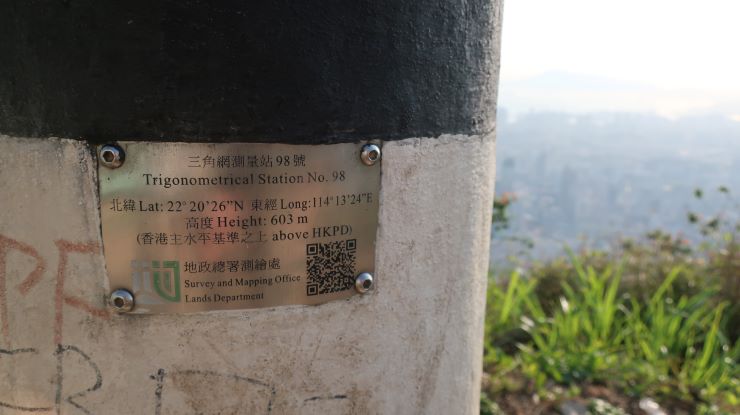 三角網測量站 98 號
Trigonometrical Station No. 98
北緯 Lat: 22° 20'26"N 東經 Long: 114° 13'24"E
高度 Height: 603 m
(香港主水平基準之上 above HKPD)
地政總署測繪處
Survey and Mapping Office
Lands Department